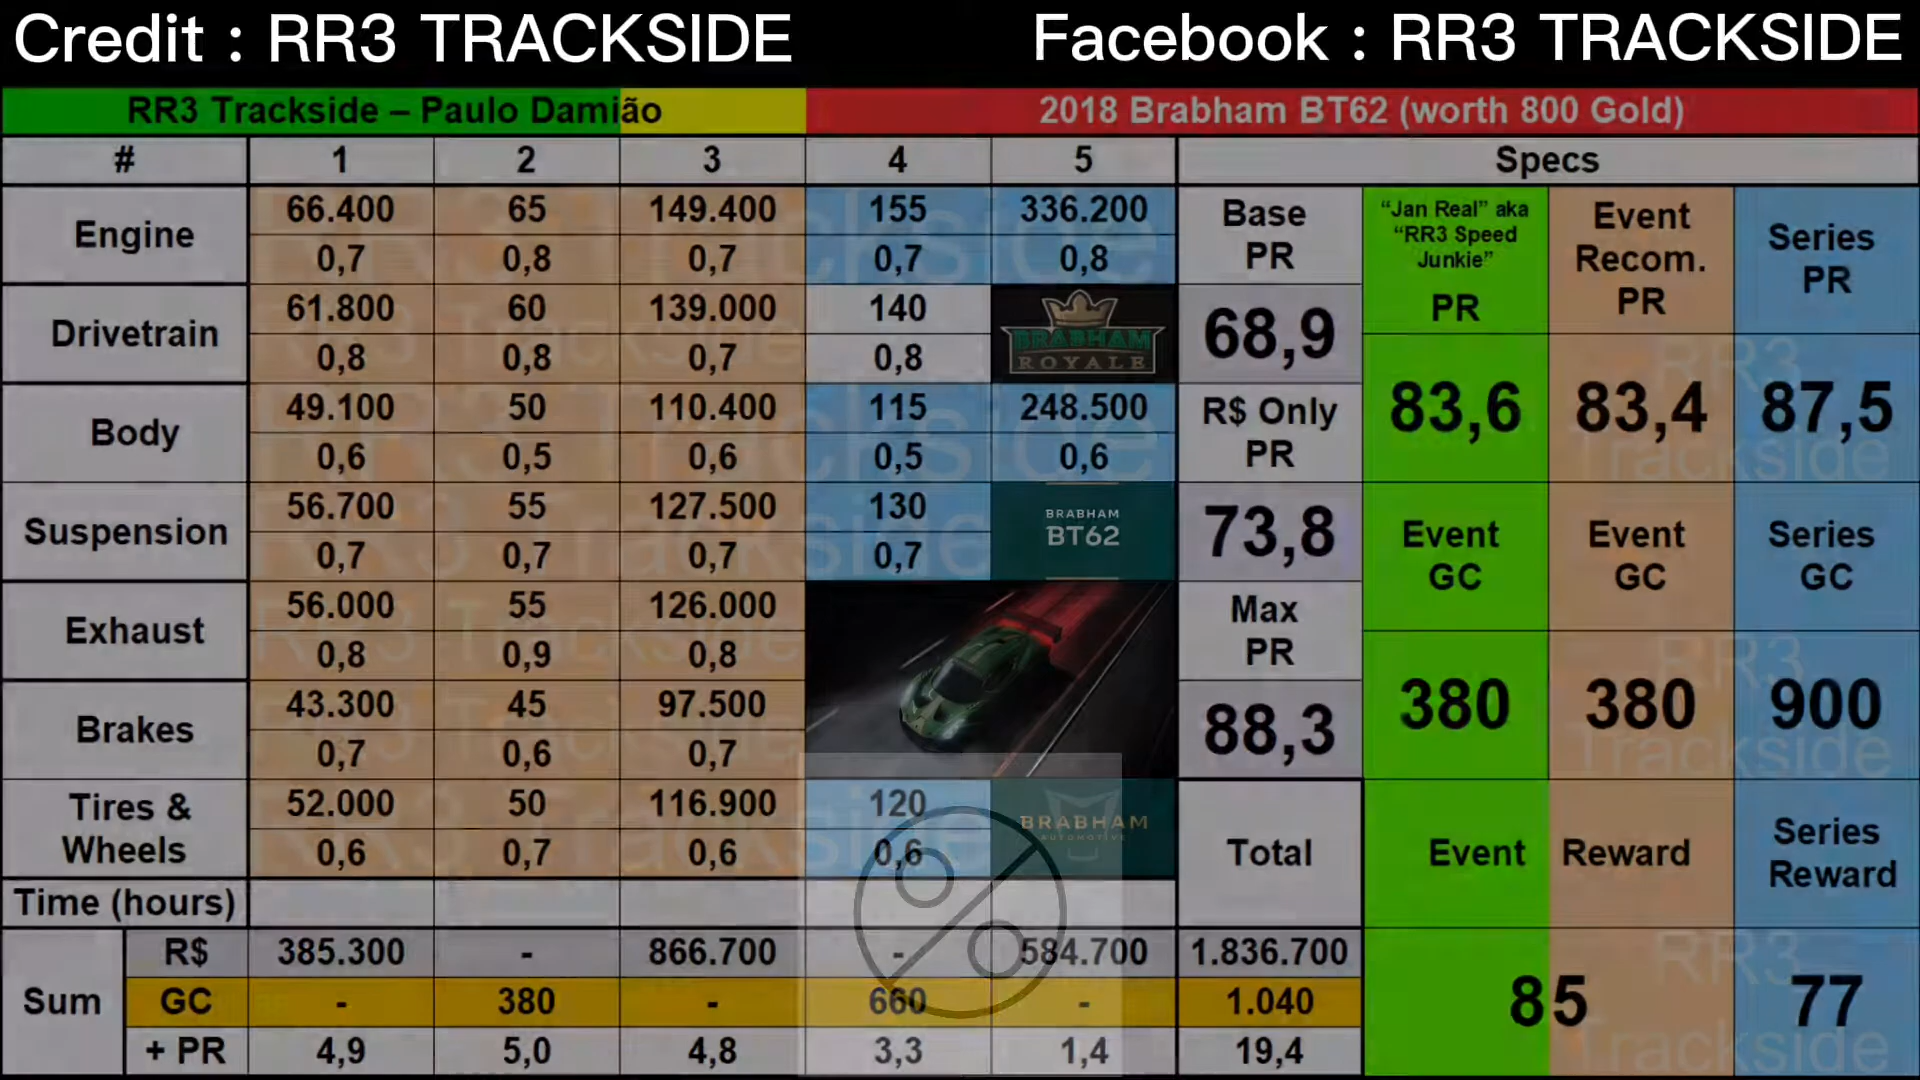 Credit : RR3 TRACKSIDE Facebook : RR3 TRACKSIDE
RR3 Trackside – Paulo Damião 2018 Brabham BT62 (worth 800 Gold)
# 1 2 3 4 5 Specs
Engine 66.400 65 149.400 155 336.200
0,7 0,8 0,7 0,7 0,8
Drivetrain 61.800 60 139.000 140 BRABHAM ROYALE
0,8 0,8 0,7 0,8
Body 49.100 50 110.400 115 248.500
0,6 0,5 0,6 0,5 0,6
Suspension 56.700 55 127.500 130 BRABHAM BT62
0,7 0,7 0,7 0,7
Exhaust 56.000 55 126.000
0,8 0,9 0,8
Brakes 43.300 45 97.500
0,7 0,6 0,7
Tires & Wheels 52.000 50 116.900 120 BRABHAM AUTOMOTIVE
0,6 0,7 0,6 0,6
Time (hours)
Sum R$ 385.300 - 866.700 - 584.700 1.836.700
GC - 380 - 660 - 1.040
+ PR 4,9 5,0 4,8 3,3 1,4 19,4
Base PR
68,9
R$ Only PR
73,8
Max PR
88,3
Total
“Jan Real” aka
“RR3 Speed
Junkie”
PR
83,6
Event GC
380
Event Recom. PR
83,4
Event GC
380
Event Reward
85
Series PR
87,5
Series GC
900
Series Reward
77